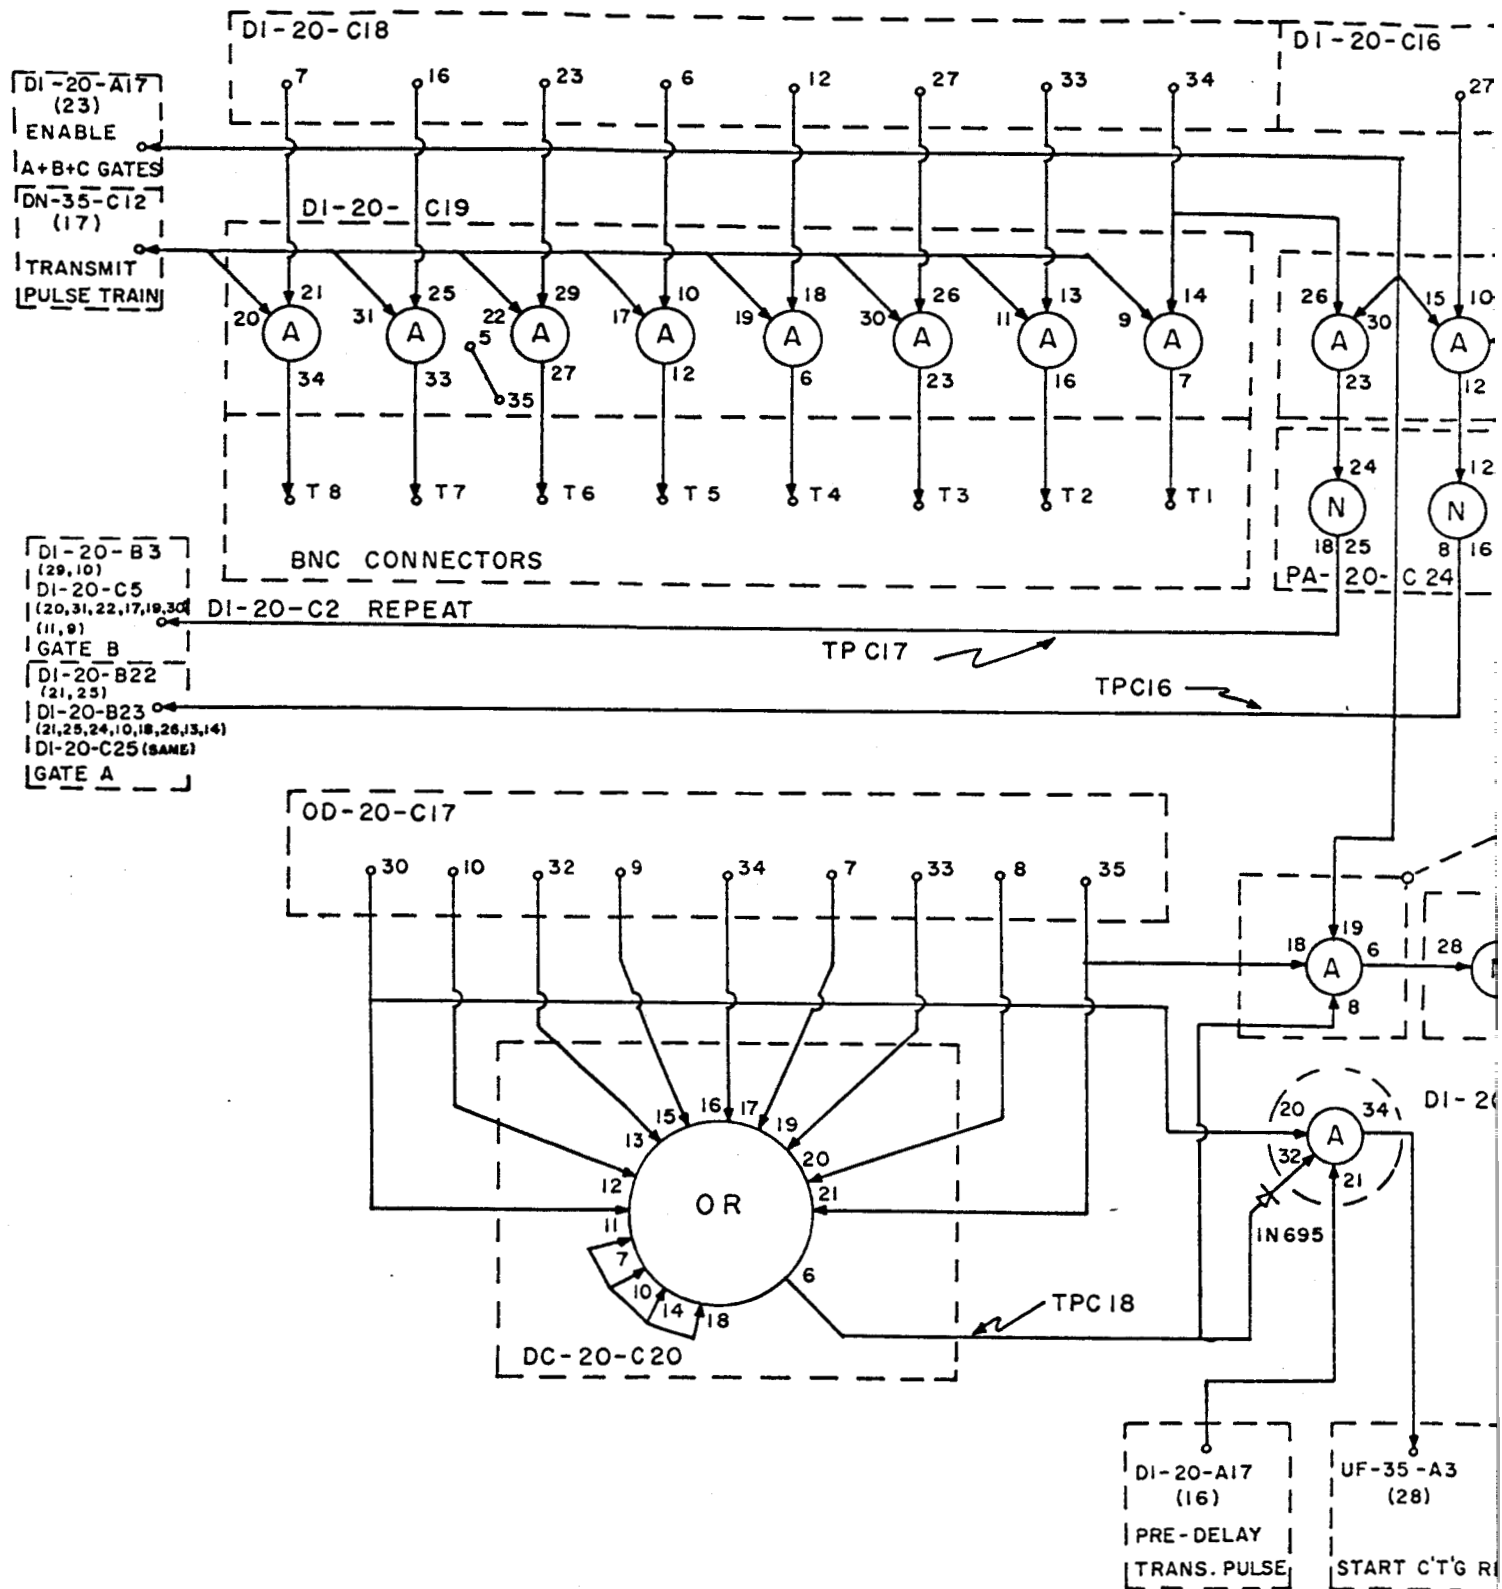 DI-20-C18
DI-20-C16
7
16
23
6
12
27
33
34
27
DI-20-A17
(23)
ENABLE
A+B+C GATES
DN-35-C12
(17)
TRANSMIT
PULSE TRAIN
DI-20- C19
21
25
29
10
18
26
13
14
26
30
15
10
20
31
22
17
19
30
11
9
A
A
A
A
A
A
A
A
A
A
5
35
34
33
27
12
6
23
16
7
23
12
24
12
N
N
18
25
8
16
T8
T7
T6
T5
T4
T3
T2
T1
BNC CONNECTORS
PA-20-C24
DI-20-B3
(29,10)
DI-20-C5
(20,31,22,17,19,30)
(11,9)
GATE B
DI-20-C2 REPEAT
TPC17
DI-20-B22
(21,25)
DI-20-B23
(21,25,24,10,18,26,13,14)
DI-20-C25(SAME)
GATE A
TPC16
OD-20-C17
30
10
32
9
34
7
33
8
35
18
19
A
6
8
28
15
16
17
13
19
12
20
11
21
OR
7
10
14
18
6
DC-20-C20
TPC18
20
34
A
32
21
IN695
DI-2
DI-20-A17
(16)
PRE-DELAY
TRANS. PULSE
UF-35-A3
(28)
START C'T'G R